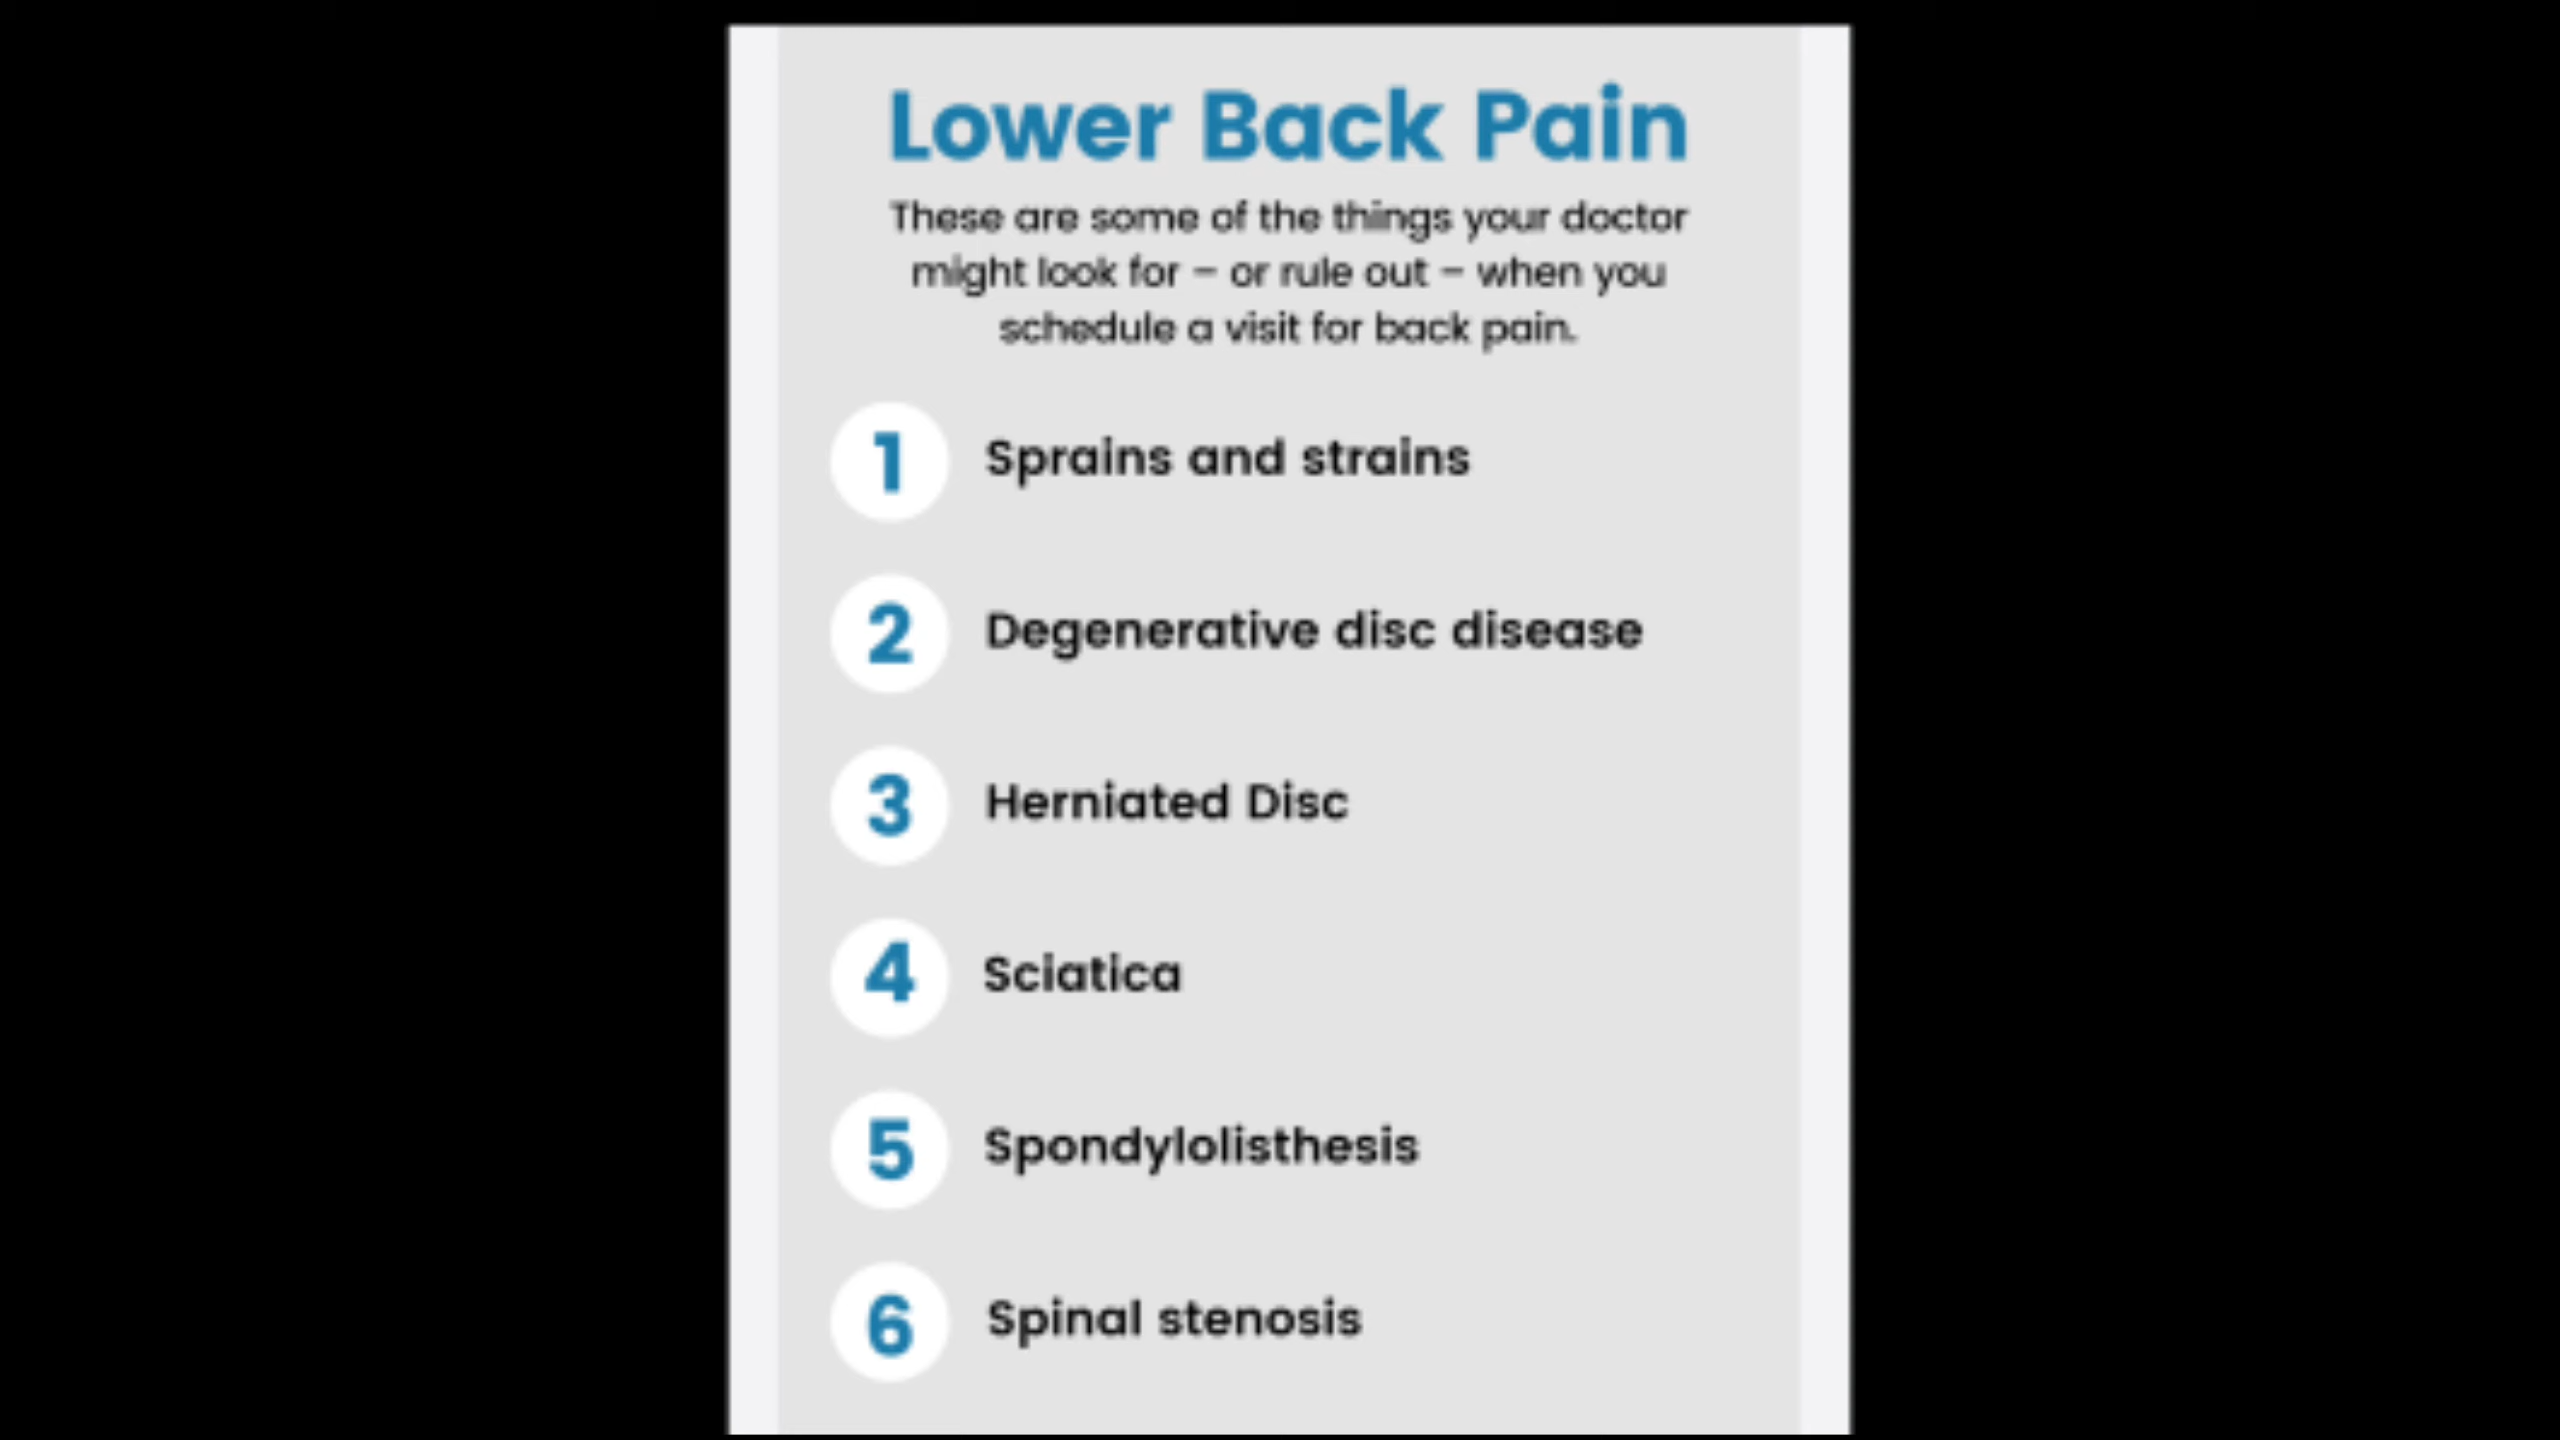 Lower Back Pain
These are some of the things your doctor
might look for – or rule out – when you
schedule a visit for back pain.
1 Sprains and strains
2 Degenerative disc disease
3 Herniated Disc
4 Sciatica
5 Spondylolisthesis
6 Spinal stenosis